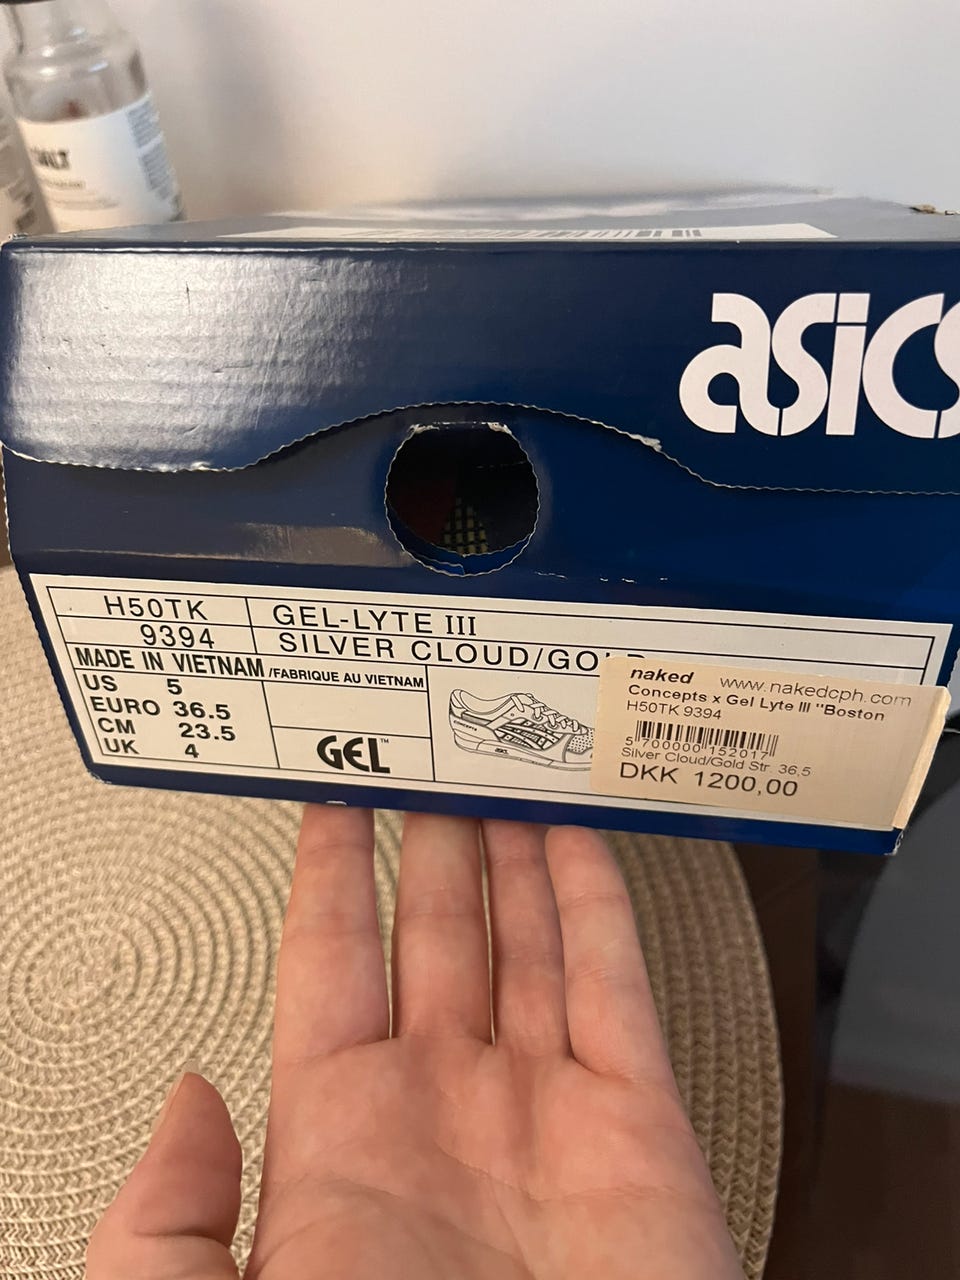 asics
H50TK
9394
GEL-LYTE III
SILVER CLOUD/GOLD
MADE IN VIETNAM /FABRIQUE AU VIETNAM
US 5
EURO 36.5
CM 23.5
UK 4
GEL™
naked www.nakedcph.com
Concepts x Gel Lyte III "Boston
H50TK 9394
5 700000 152017
Silver Cloud/Gold Str. 36,5
DKK 1200,00